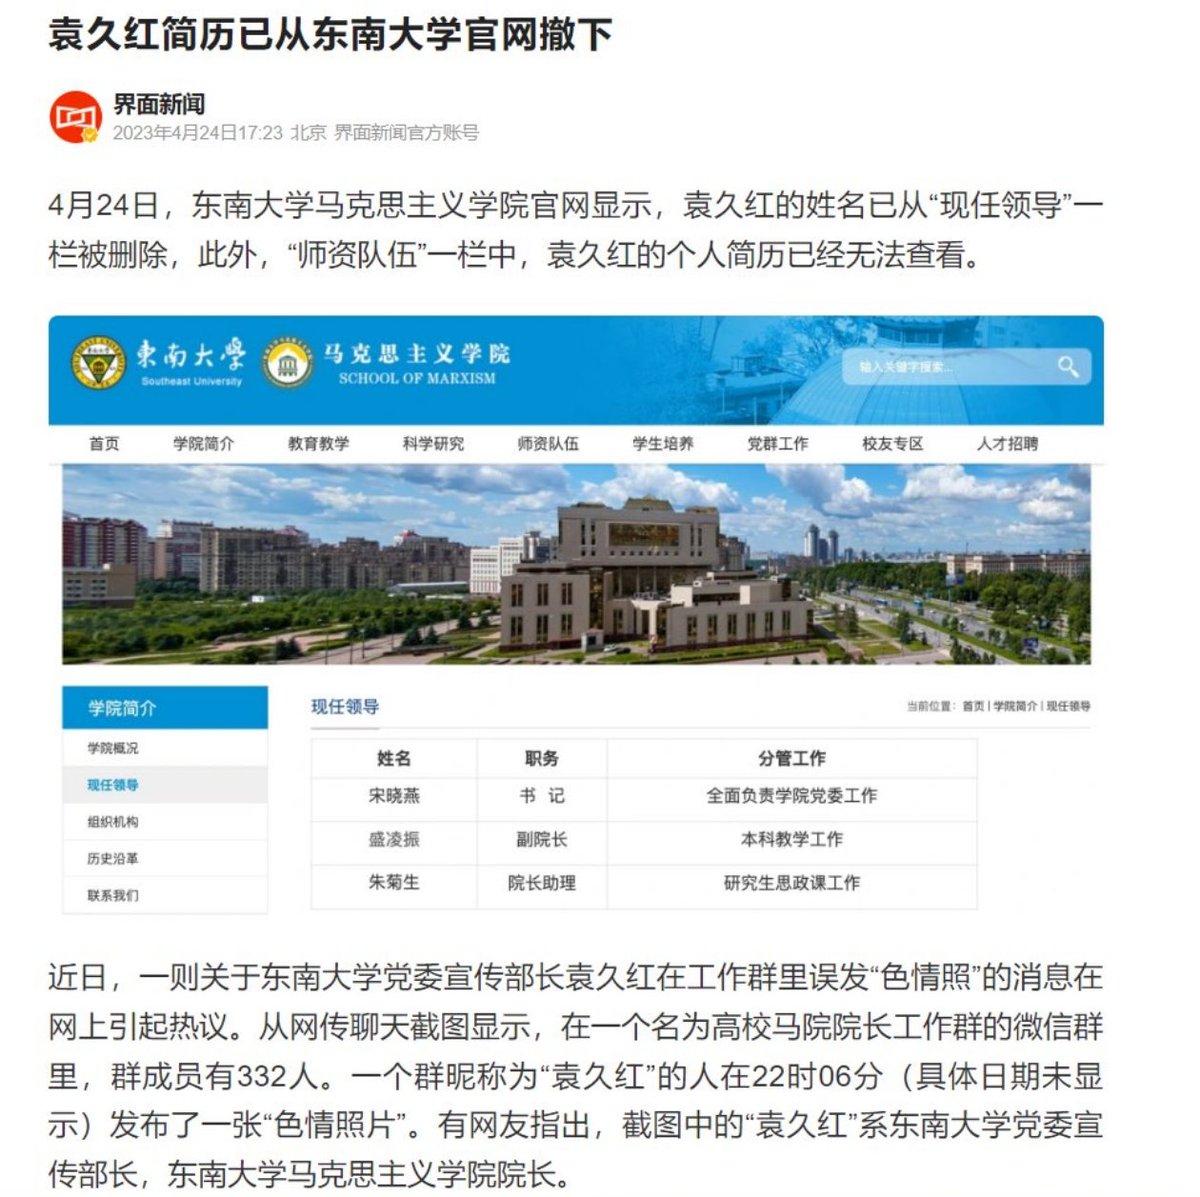 袁久红简历已从东南大学官网撤下
界面新闻
2023年4月24日17:23 北京 界面新闻官方账号
4月24日，东南大学马克思主义学院官网显示，袁久红的姓名已从“现任领导”一
栏被删除，此外，“师资队伍”一栏中，袁久红的个人简历已经无法查看。
東南大學
Southeast University
马克思主义学院
SCHOOL OF MARXISM
输入关键字搜索...
首页 学院简介 教育教学 科学研究 师资队伍 学生培养 党群工作 校友专区 人才招聘
学院简介
学院概况
现任领导
组织机构
历史沿革
联系我们
现任领导
当前位置：首页 | 学院简介 | 现任领导
姓名 职务 分管工作
宋晓燕 书 记 全面负责学院党委工作
盛凌振 副院长 本科教学工作
朱菊生 院长助理 研究生思政课工作
近日，一则关于东南大学党委宣传部长袁久红在工作群里误发“色情照”的消息在
网上引起热议。从网传聊天截图显示，在一个名为高校马院院长工作群的微信群
里，群成员有332人。一个群昵称为“袁久红”的人在22时06分（具体日期未显
示）发布了一张“色情照片”。有网友指出，截图中的“袁久红”系东南大学党委宣
传部长，东南大学马克思主义学院院长。